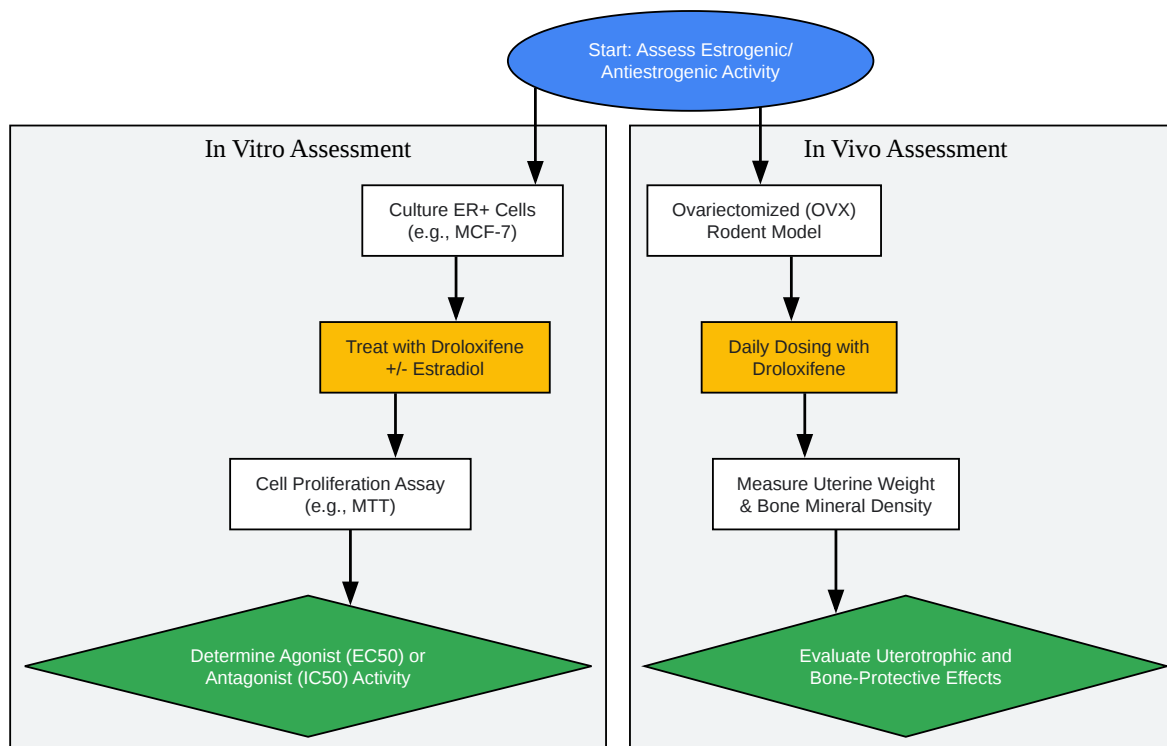 Start: Assess Estrogenic/
Antiestrogenic Activity
In Vitro Assessment
Culture ER+ Cells
(e.g., MCF-7)
Treat with Droloxifene
+/- Estradiol
Cell Proliferation Assay
(e.g., MTT)
Determine Agonist (EC50) or
Antagonist (IC50) Activity
In Vivo Assessment
Ovariectomized (OVX)
Rodent Model
Daily Dosing with
Droloxifene
Measure Uterine Weight
& Bone Mineral Density
Evaluate Uterotrophic and
Bone-Protective Effects